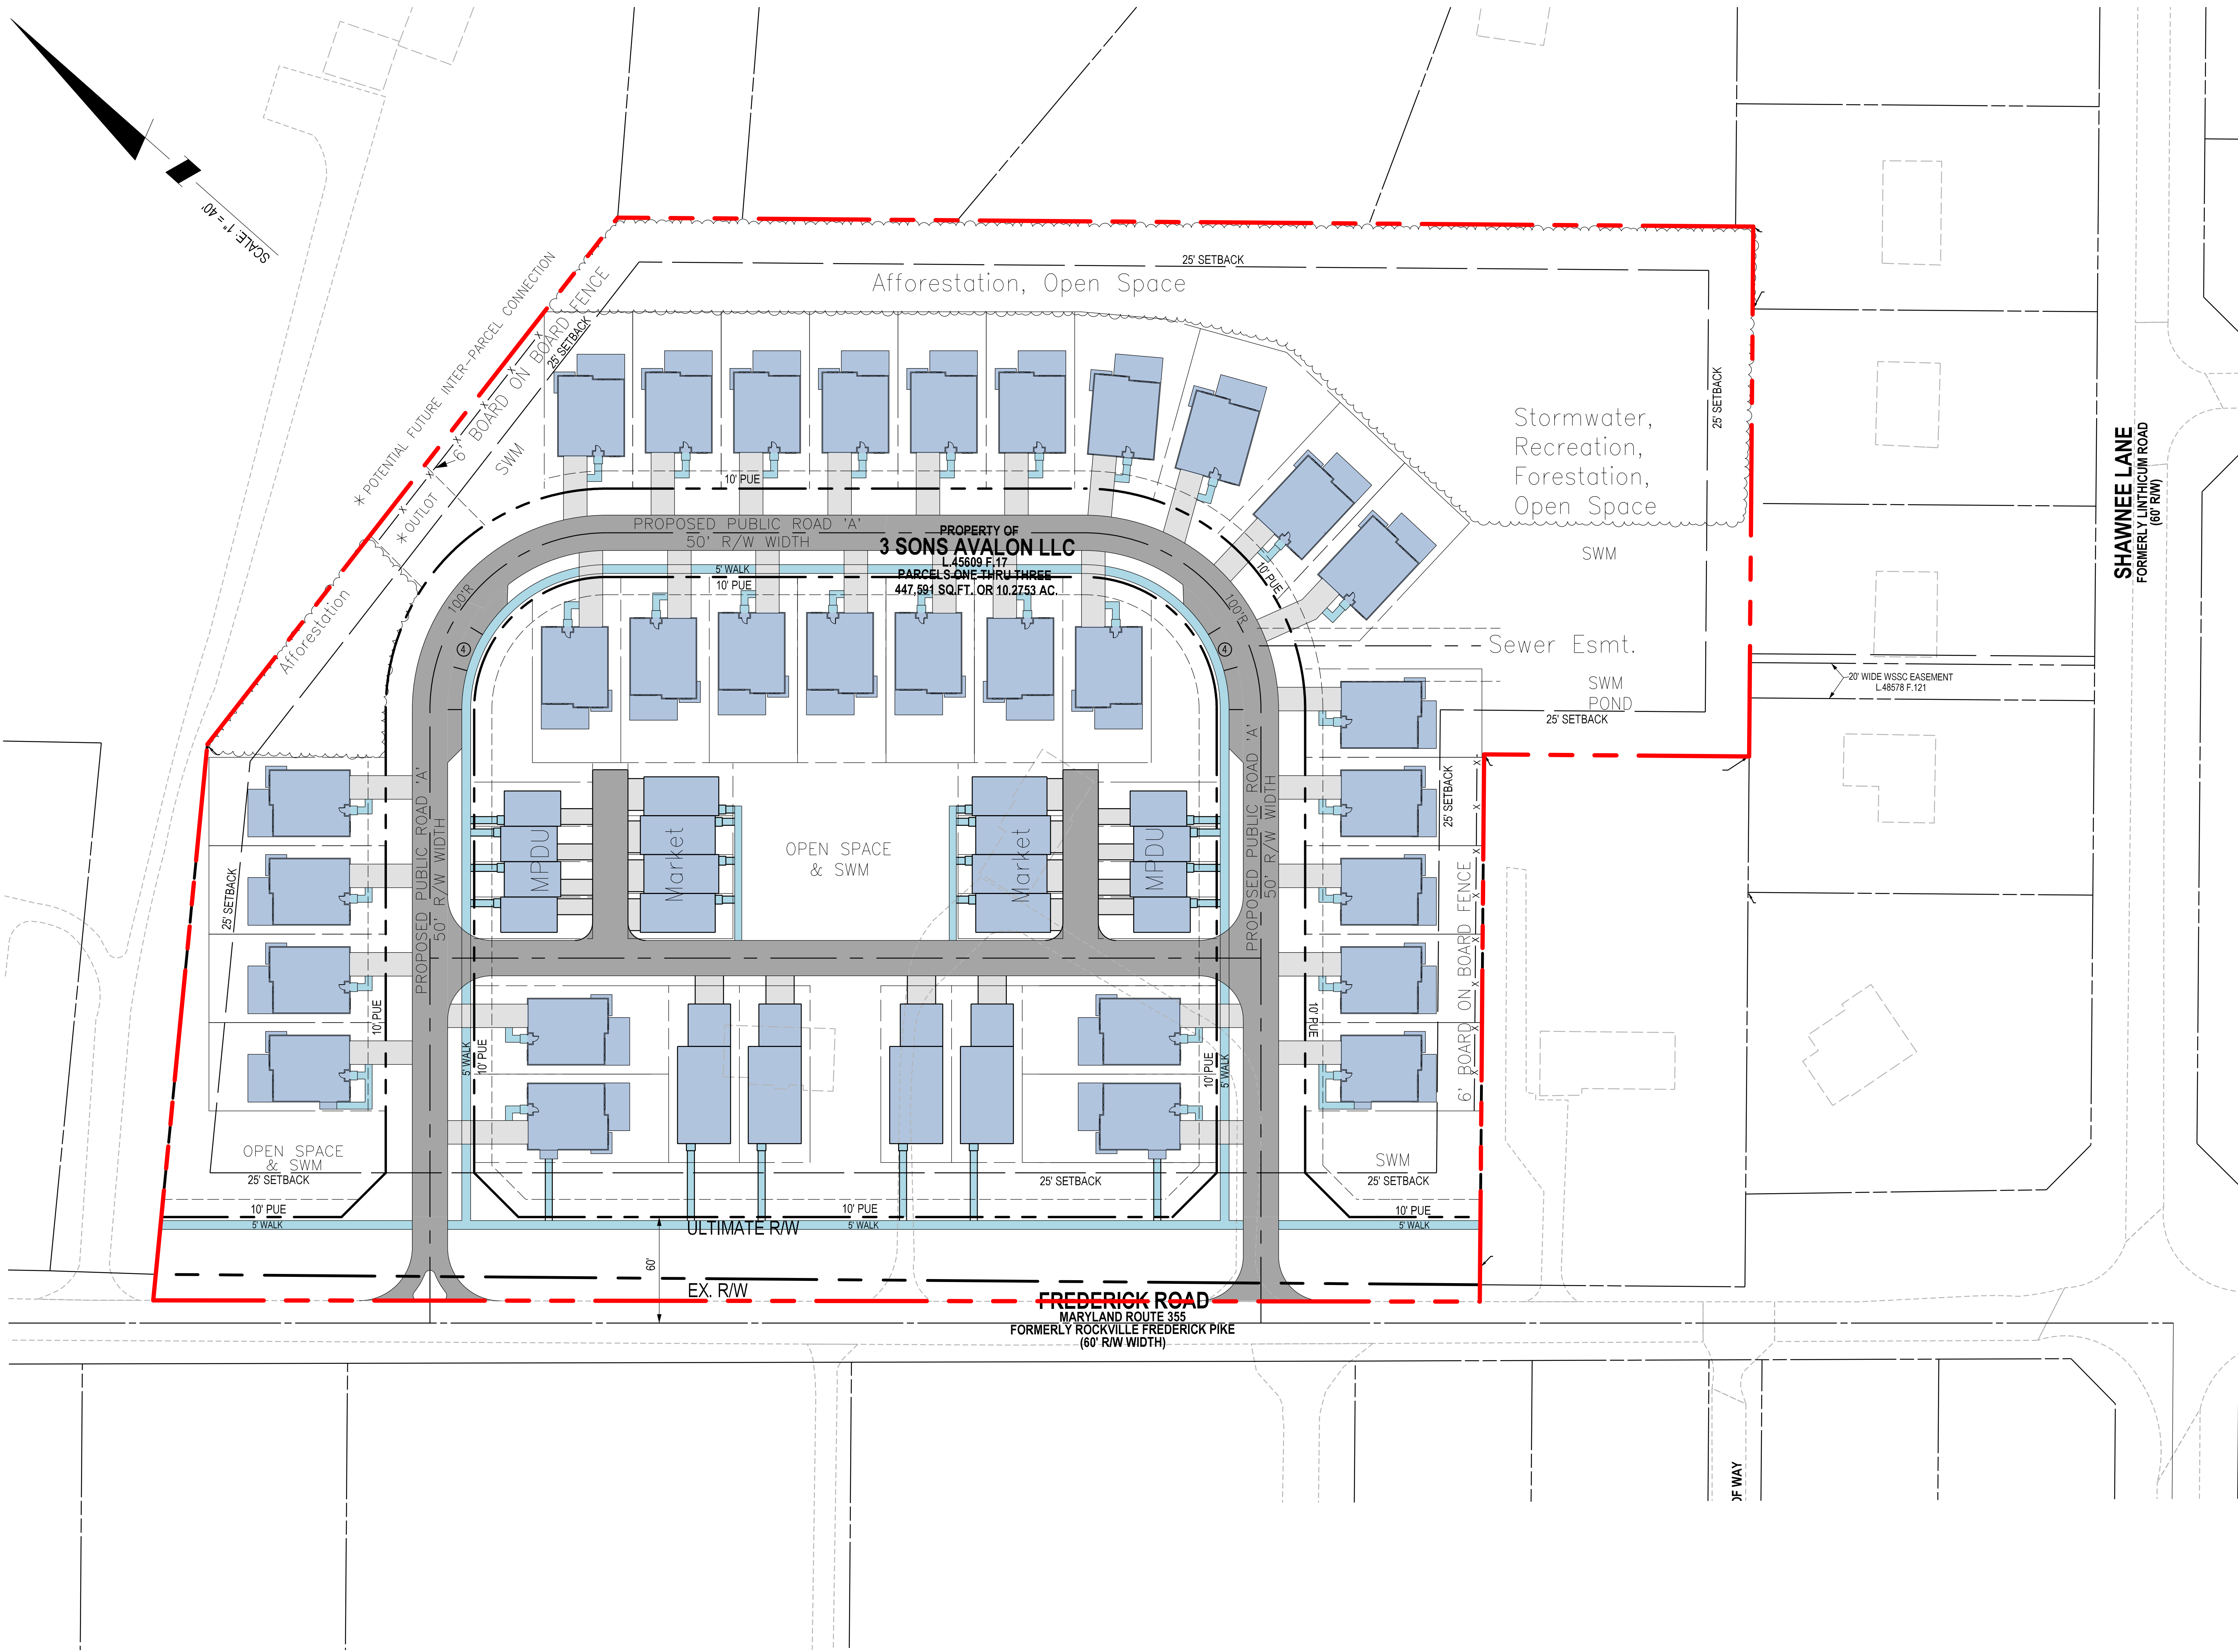 SCALE: 1" = 40'
* POTENTIAL FUTURE INTER-PARCEL CONNECTION
6' BOARD ON BOARD FENCE
25' SETBACK
25' SETBACK
Afforestation, Open Space
25' SETBACK
SWM
* OUTLOT
Afforestation
10' PUE
PROPOSED PUBLIC ROAD 'A'
50' R/W WIDTH
PROPERTY OF
3 SONS AVALON LLC
L.45609 F.17
PARCELS ONE THRU THREE
447,591 SQ.FT. OR 10.2753 AC.
5' WALK
10' PUE
100'R
4
100'R
4
10' PUE
Stormwater,
Recreation,
Forestation,
Open Space
SWM
Sewer Esmt.
SWM
POND
25' SETBACK
20' WIDE WSSC EASEMENT
L.48578 F.121
SHAWNEE LANE
FORMERLY LINTHICUM ROAD
(60' R/W)
PROPOSED PUBLIC ROAD 'A'
50' R/W WIDTH
25' SETBACK
10' PUE
MPDU
Market
OPEN SPACE
& SWM
Market
MPDU
PROPOSED PUBLIC ROAD 'A'
50' R/W WIDTH
25' SETBACK
6' BOARD ON BOARD FENCE
10' PUE
5' WALK
10' PUE
10' PUE
5' WALK
OPEN SPACE
& SWM
25' SETBACK
25' SETBACK
SWM
25' SETBACK
10' PUE
5' WALK
10' PUE
5' WALK
10' PUE
5' WALK
ULTIMATE R/W
60'
EX. R/W
FREDERICK ROAD
MARYLAND ROUTE 355
FORMERLY ROCKVILLE FREDERICK PIKE
(60' R/W WIDTH)
OF WAY